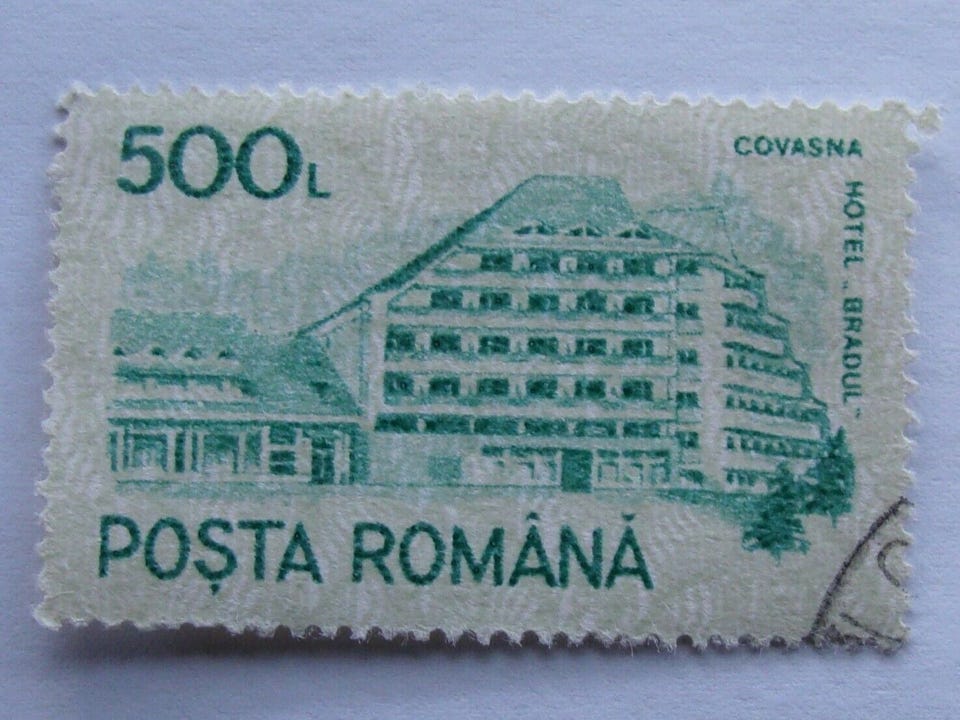 500L
COVASNA
HOTEL „BRADUL"
POȘTA ROMÂNĂ